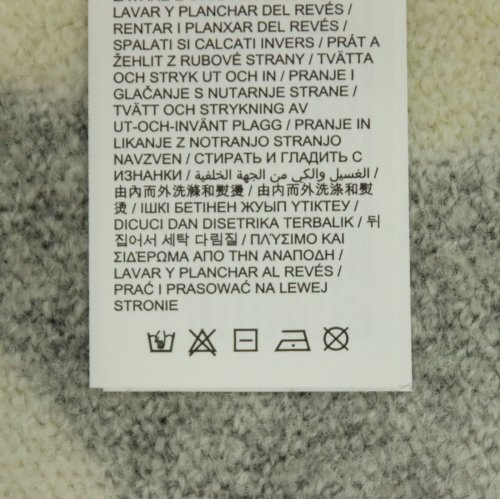 LAVAR Y PLANCHAR DEL REVÉS /
RENTAR I PLANXAR DEL REVÉS /
SPALATI SI CALCATI INVERS / PRÁT A
ŽEHLIT Z RUBOVÉ STRANY / TVÄTTA
OCH STRYK UT OCH IN / PRANJE I
GLAČANJE S NUTARNJE STRANE /
TVÄTT OCH STRYKNING AV
UT-OCH-INVÄNT PLAGG / PRANJE IN
LIKANJE Z NOTRANJO STRANJO
NAVZVEN / СТИРАТЬ И ГЛАДИТЬ С
ИЗНАНКИ / الغسيل والكي من الجهة الخلفية /
由內而外洗滌和熨燙 / 由内而外洗涤和熨
烫 / ІШКІ БЕТІНЕН ЖУЫП ҮТІКТЕУ /
DICUCI DAN DISETRIKA TERBALIK / 뒤
집어서 세탁 다림질 / ΠΛΥΣΙΜΟ ΚΑΙ
ΣΙΔΕΡΩΜΑ ΑΠΟ ΤΗΝ ΑΝΑΠΟΔΗ /
LAVAR Y PLANCHAR AL REVÉS /
PRAĆ I PRASOWAĆ NA LEWEJ
STRONIE